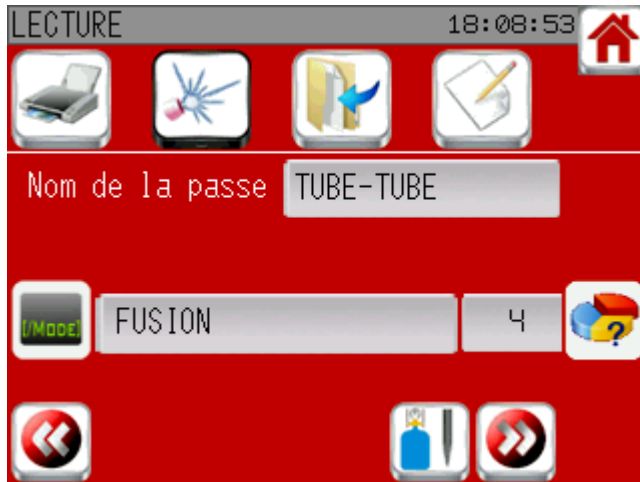 LECTURE 18:08:53
Nom de la passe TUBE-TUBE
[/MODE] FUSION 4
?